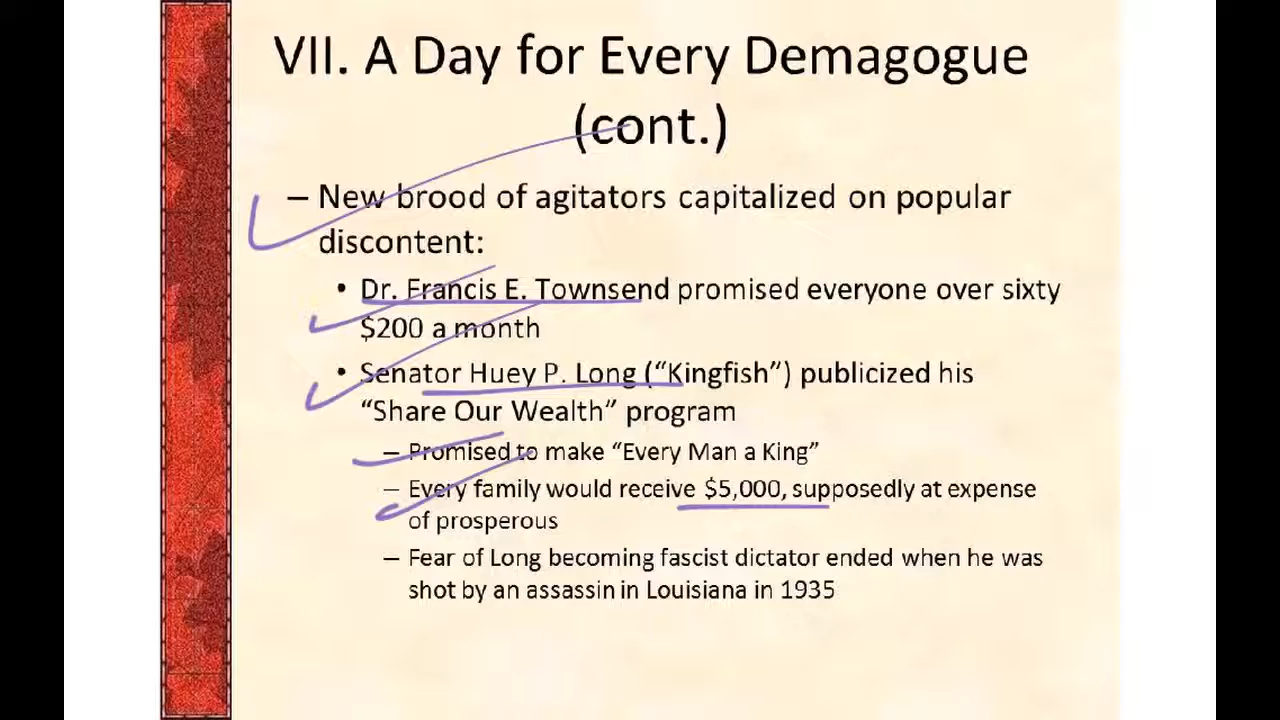 VII. A Day for Every Demagogue
(cont.)
– New brood of agitators capitalized on popular
discontent:
• Dr. Francis E. Townsend promised everyone over sixty
$200 a month
• Senator Huey P. Long (“Kingfish”) publicized his
“Share Our Wealth” program
– Promised to make “Every Man a King”
– Every family would receive $5,000, supposedly at expense
of prosperous
– Fear of Long becoming fascist dictator ended when he was
shot by an assassin in Louisiana in 1935